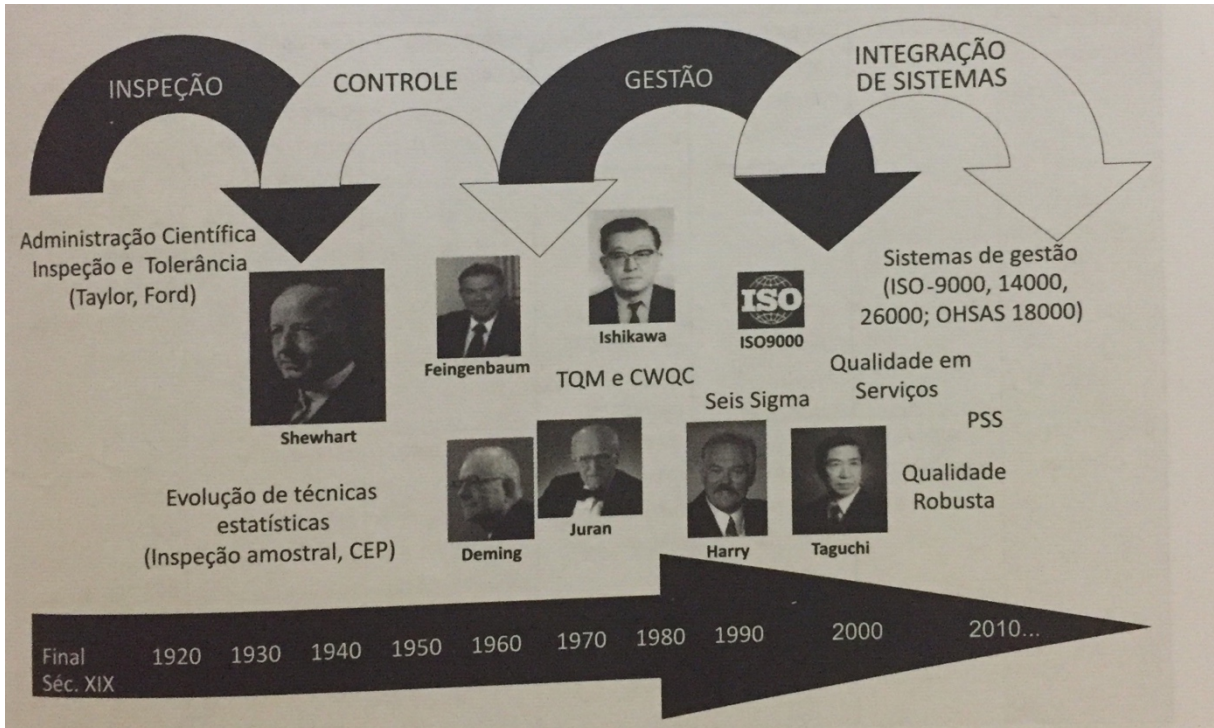 INSPEÇÃO
CONTROLE
GESTÃO
INTEGRAÇÃO
DE SISTEMAS
Administração Científica
Inspeção e Tolerância
(Taylor, Ford)
Shewhart
Feingenbaum
Ishikawa
ISO
ISO9000
Sistemas de gestão
(ISO-9000, 14000,
26000; OHSAS 18000)
TQM e CWQC
Seis Sigma
Qualidade em
Serviços
PSS
Evolução de técnicas
estatísticas
(Inspeção amostral, CEP)
Deming
Juran
Harry
Taguchi
Qualidade
Robusta
Final
Séc. XIX
1920
1930
1940
1950
1960
1970
1980
1990
2000
2010...